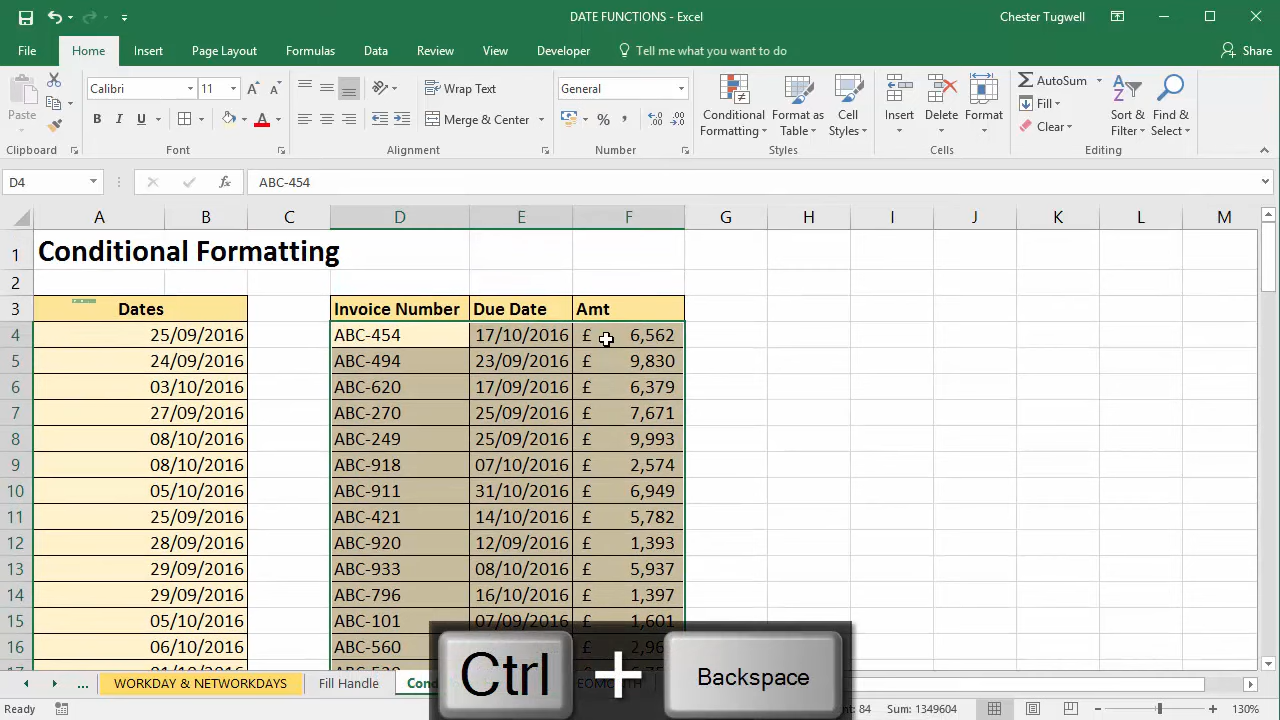 DATE FUNCTIONS - Excel
Chester Tugwell
File Home Insert Page Layout Formulas Data Review View Developer Tell me what you want to do Share
Calibri 11 Wrap Text General AutoSum
Paste B I U Merge & Center % , Conditional Formatting Format as Table Cell Styles Insert Delete Format Fill Clear Sort & Filter Find & Select
Clipboard Font Alignment Number Styles Cells Editing
D4 fx ABC-454
A B C D E F G H I J K L M
1 Conditional Formatting
2
3 Dates Invoice Number Due Date Amt
4 25/09/2016 ABC-454 17/10/2016 £ 6,562
5 24/09/2016 ABC-494 23/09/2016 £ 9,830
6 03/10/2016 ABC-620 17/09/2016 £ 6,379
7 27/09/2016 ABC-270 25/09/2016 £ 7,671
8 08/10/2016 ABC-249 25/09/2016 £ 9,993
9 08/10/2016 ABC-918 07/10/2016 £ 2,574
10 05/10/2016 ABC-911 31/10/2016 £ 6,949
11 25/09/2016 ABC-421 14/10/2016 £ 5,782
12 28/09/2016 ABC-920 12/09/2016 £ 1,393
13 29/09/2016 ABC-933 08/10/2016 £ 5,937
14 29/09/2016 ABC-796 16/10/2016 £ 1,397
15 05/10/2016 ABC-101 07/09/2016 £ 1,601
16 06/10/2016 ABC-560
Ctrl + Backspace
... WORKDAY & NETWORKDAYS Fill Handle
Ready Sum: 1349604 130%